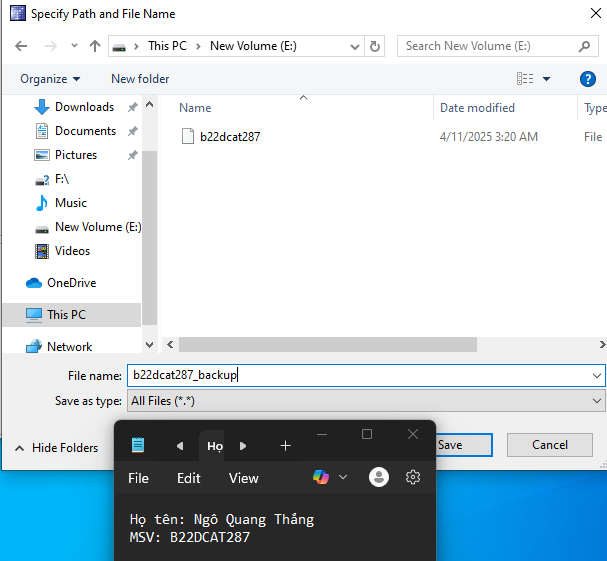 Specify Path and File Name
This PC > New Volume (E:)
Search New Volume (E:)
Organize
New folder
Downloads
Documents
Pictures
F:\
Music
New Volume (E:)
Videos
OneDrive
This PC
Network
Name
Date modified
Type
b22dcat287
4/11/2025 3:20 AM
File
File name:
b22dcat287_backup
Save as type:
All Files (*.*)
Hide Folders
Save
Cancel
Họ
File
Edit
View
Họ tên: Ngô Quang Thắng
MSV: B22DCAT287